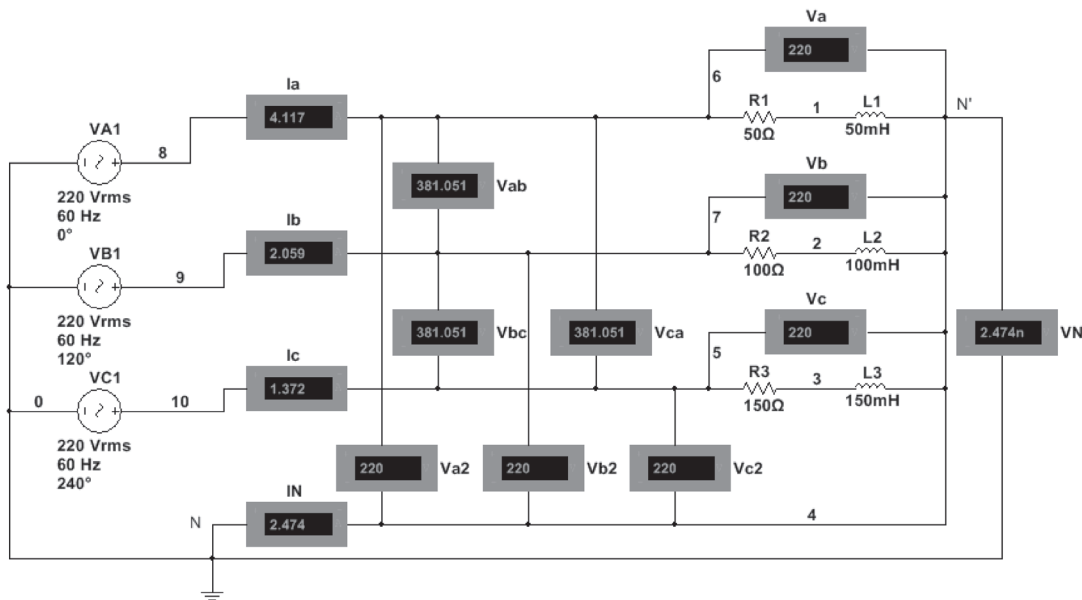 Va
220
6
Ia
4.117
R1
50Ω
1
L1
50mH
N'
VA1
220 Vrms
60 Hz
0°
8
381.051
Vab
Vb
220
7
Ib
2.059
R2
100Ω
2
L2
100mH
VB1
220 Vrms
60 Hz
120°
9
381.051
Vbc
381.051
Vca
Vc
220
2.474n
VN
5
Ic
1.372
R3
150Ω
3
L3
150mH
VC1
220 Vrms
60 Hz
240°
0
10
220
Va2
220
Vb2
220
Vc2
IN
2.474
N
4